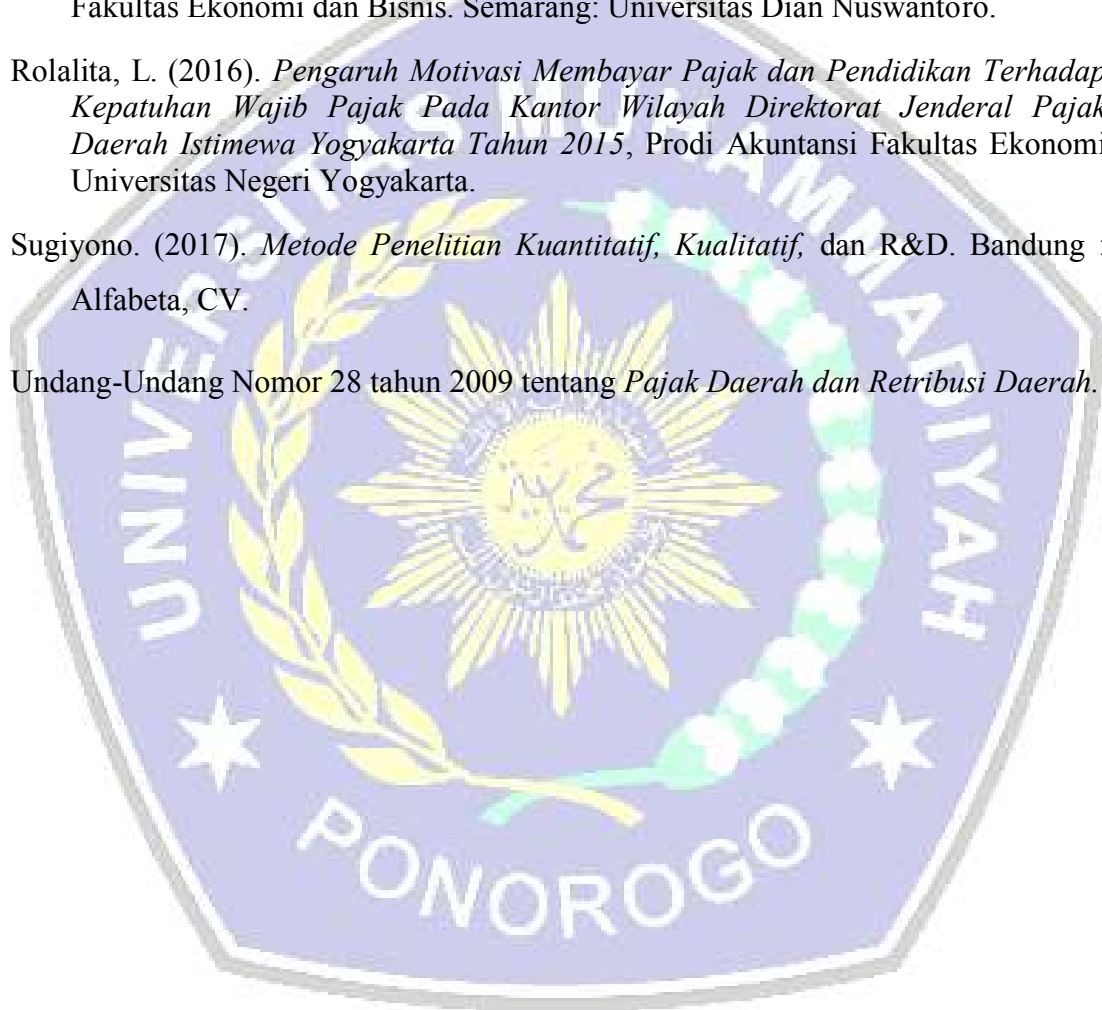 Fakultas Ekonomi dan Bisnis. Semarang: Universitas Dian Nuswantoro.
Rolalita, L. (2016). Pengaruh Motivasi Membayar Pajak dan Pendidikan Terhadap
Kepatuhan Wajib Pajak Pada Kantor Wilayah Direktorat Jenderal Pajak
Daerah Istimewa Yogyakarta Tahun 2015, Prodi Akuntansi Fakultas Ekonomi
Universitas Negeri Yogyakarta.
Sugiyono. (2017). Metode Penelitian Kuantitatif, Kualitatif, dan R&D. Bandung :
Alfabeta, CV.
Undang-Undang Nomor 28 tahun 2009 tentang Pajak Daerah dan Retribusi Daerah.
UNIVERSITAS MUHAMMADIYAH
PONOROGO